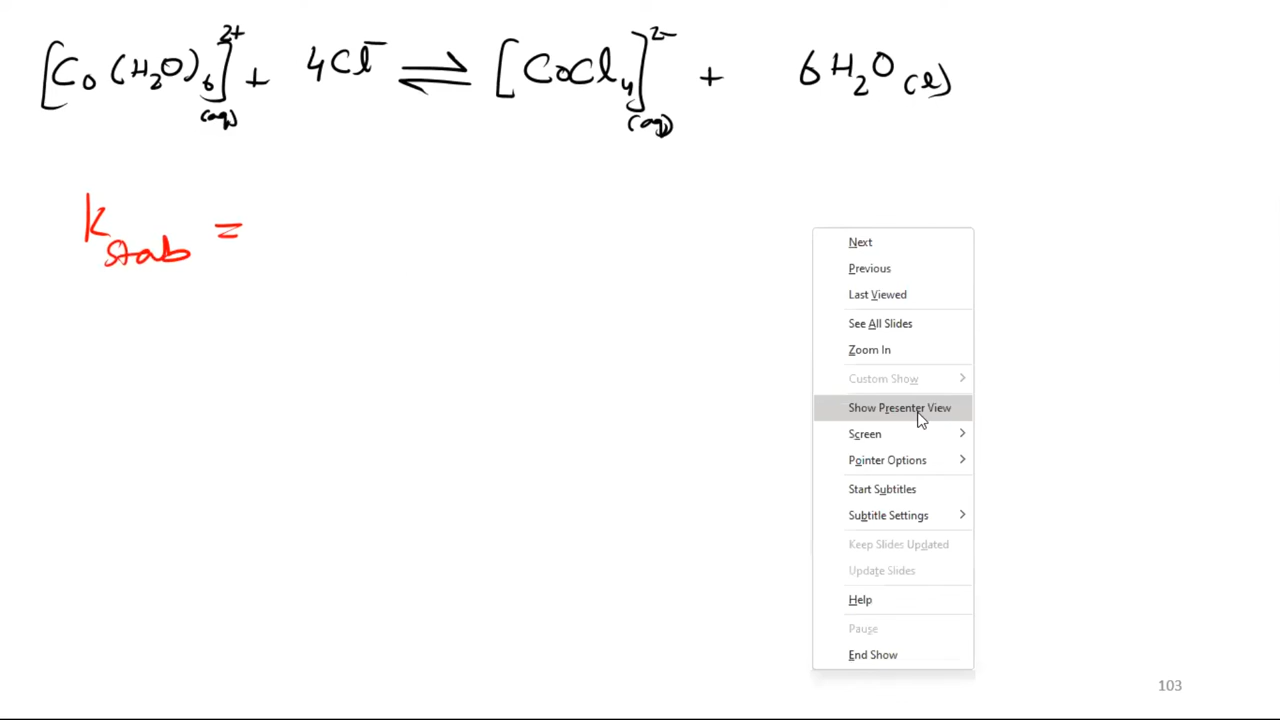 [Co(H₂O)₆]²⁺(aq) + 4Cl⁻ ⇌ [CoCl₄]²⁻(aq) + 6H₂O(l)
K stab =
Next
Previous
Last Viewed
See All Slides
Zoom In
Custom Show
Show Presenter View
Screen
Pointer Options
Start Subtitles
Subtitle Settings
Keep Slides Updated
Update Slides
Help
Pause
End Show
103